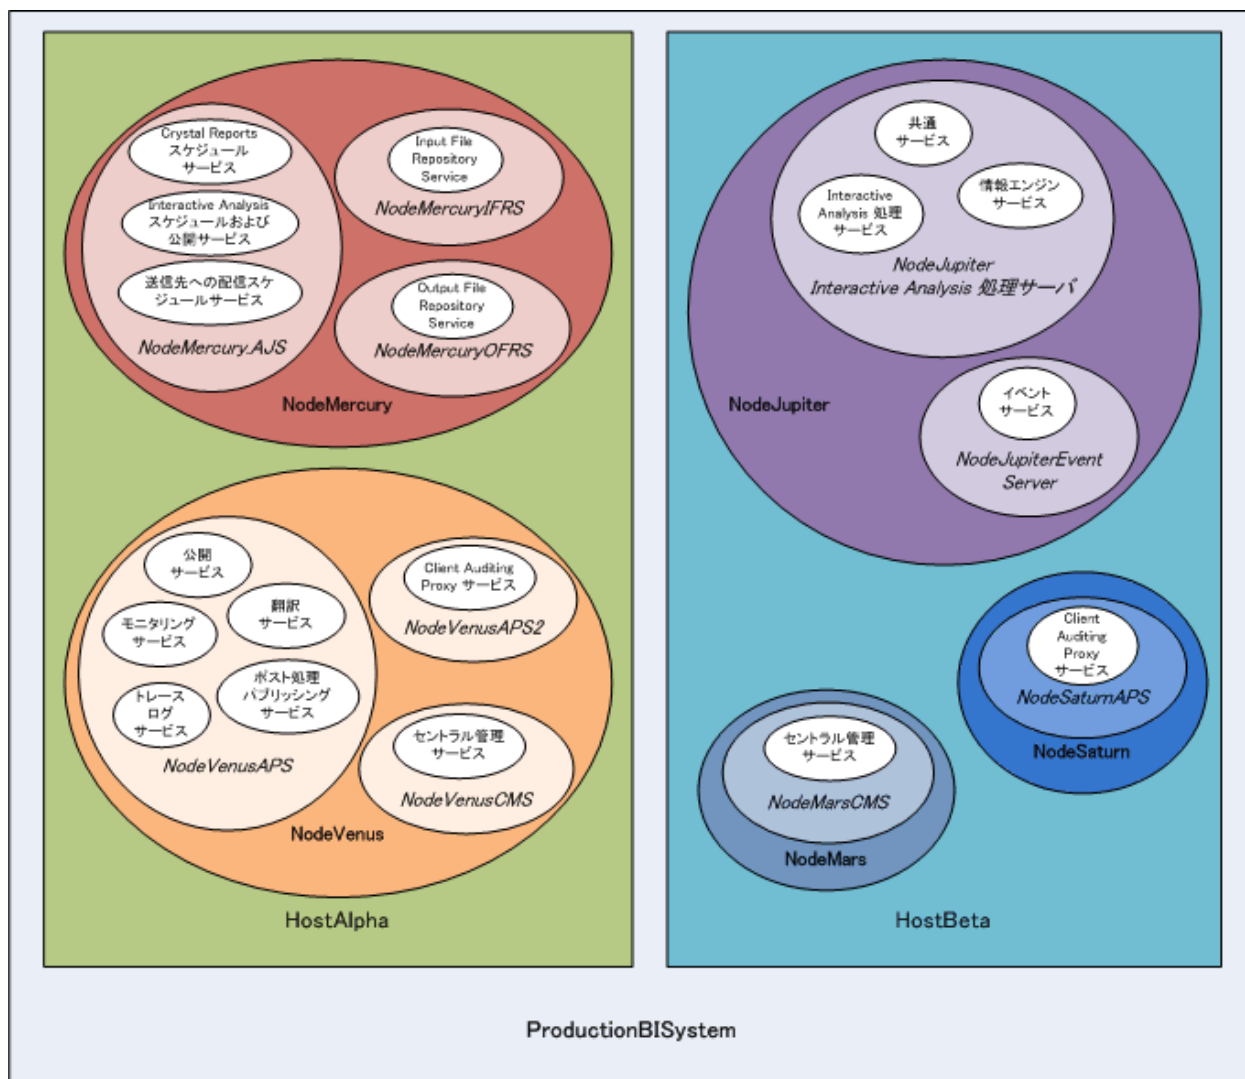 Crystal Reports
スケジュール
サービス
Interactive Analysis
スケジュールおよび
公開サービス
送信先への配信スケ
ジュールサービス
NodeMercury.AJS
Input File
Repository
Service
NodeMercuryIFRS
Output File
Repository
Service
NodeMercuryOFRS
NodeMercury
公開
サービス
翻訳
サービス
モニタリング
サービス
ポスト処理
パブリッシング
サービス
トレース
ログ
サービス
NodeVenusAPS
Client Auditing
Proxy サービス
NodeVenusAPS2
セントラル管理
サービス
NodeVenusCMS
NodeVenus
HostAlpha
共通
サービス
情報エンジン
サービス
Interactive
Analysis 処理
サービス
NodeJupiter
Interactive Analysis 処理サーバ
イベント
サービス
NodeJupiterEvent
Server
NodeJupiter
Client
Auditing
Proxy
サービス
NodeSaturnAPS
NodeSaturn
セントラル管理
サービス
NodeMarsCMS
NodeMars
HostBeta
ProductionBISystem